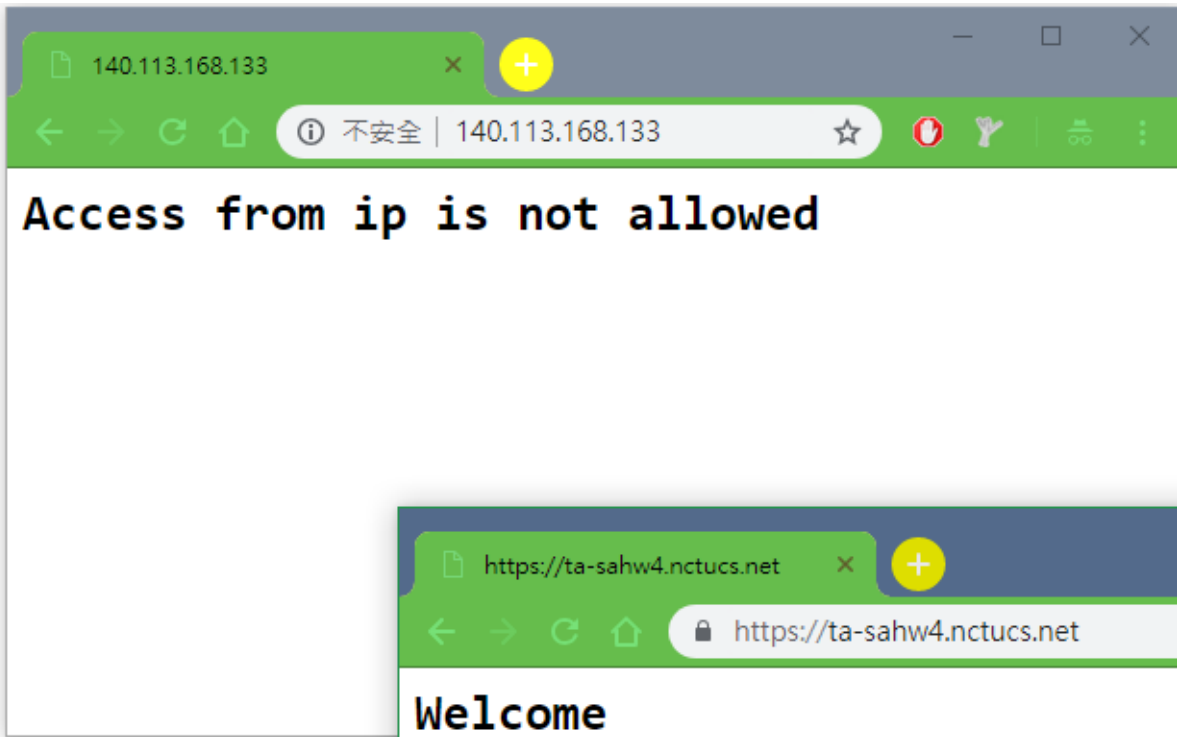 140.113.168.133
不安全 | 140.113.168.133
Access from ip is not allowed
https://ta-sahw4.nctucs.net
https://ta-sahw4.nctucs.net
Welcome